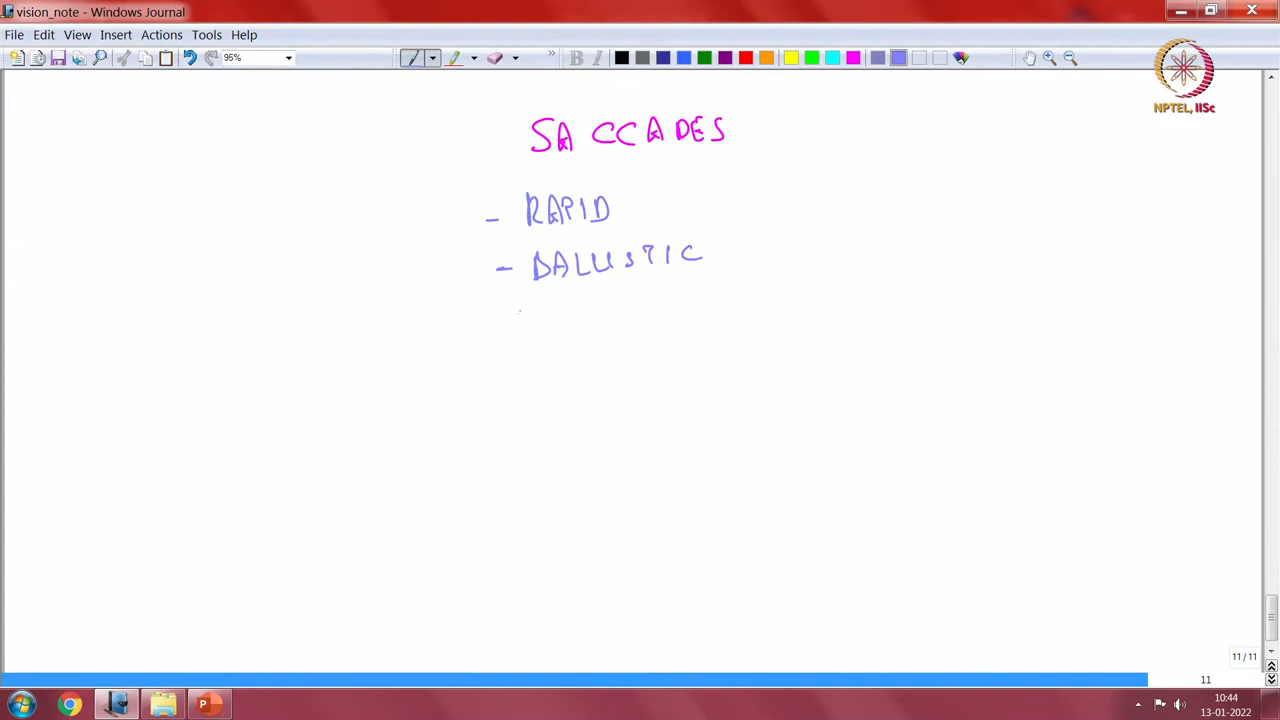 vision_note - Windows Journal
File Edit View Insert Actions Tools Help
95%
NPTEL, IISc
SACCADES
- RAPID
- BALLISTIC
11 / 11
11
10:44
13-01-2022